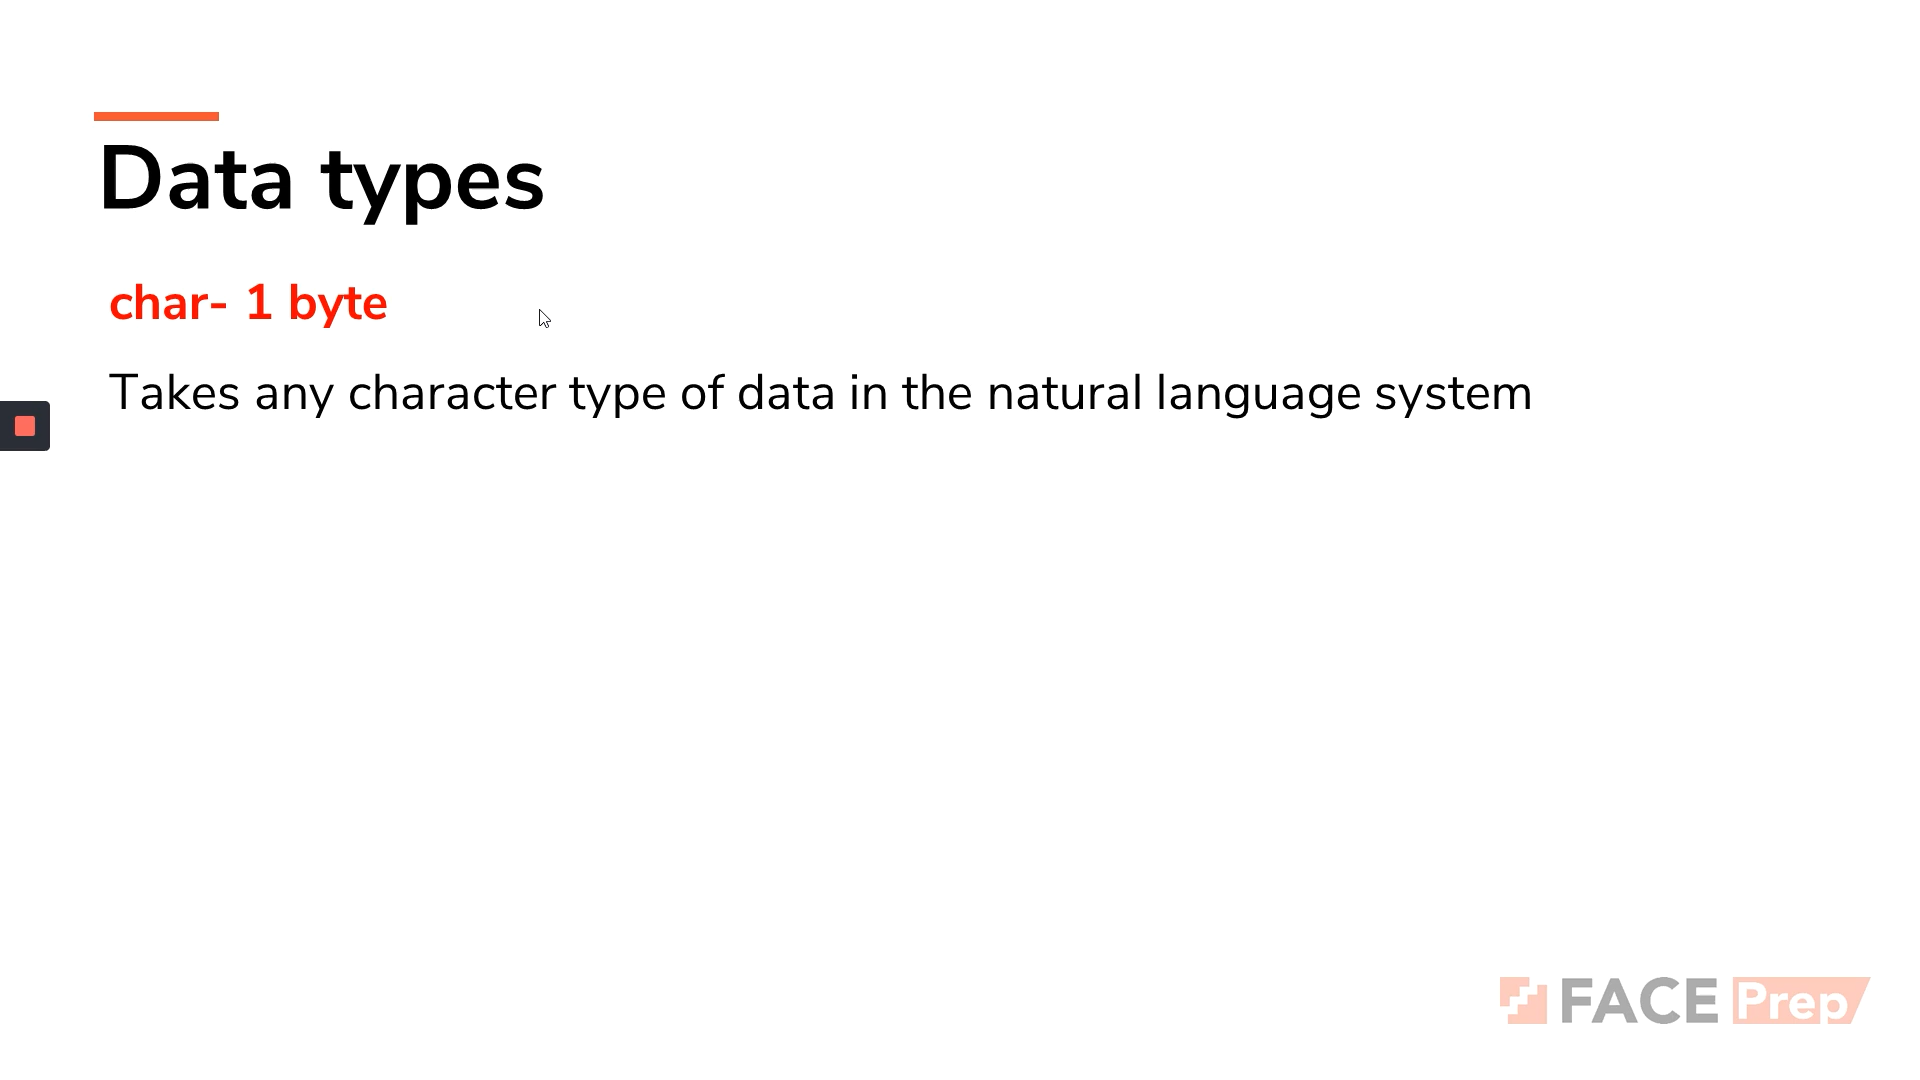 Data types
char- 1 byte
Takes any character type of data in the natural language system
FACE Prep